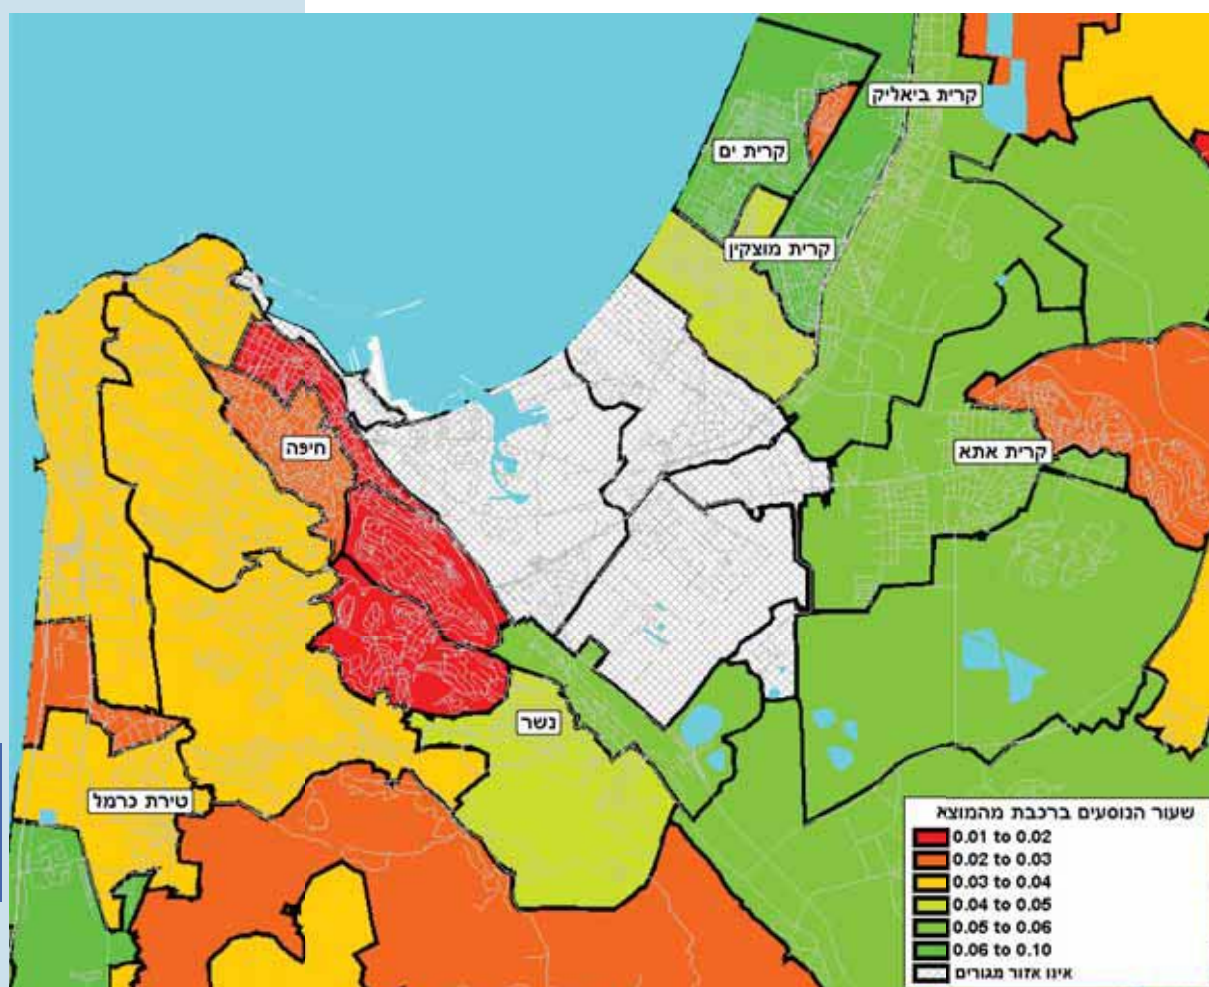 קרית ביאליק
קרית ים
קרית מוצקין
חיפה
קרית אתא
נשר
טירת כרמל
שעור הנוסעים ברכבת מהמוצא
0.01 to 0.02
0.02 to 0.03
0.03 to 0.04
0.04 to 0.05
0.05 to 0.06
0.06 to 0.10
אינו אזור מגורים